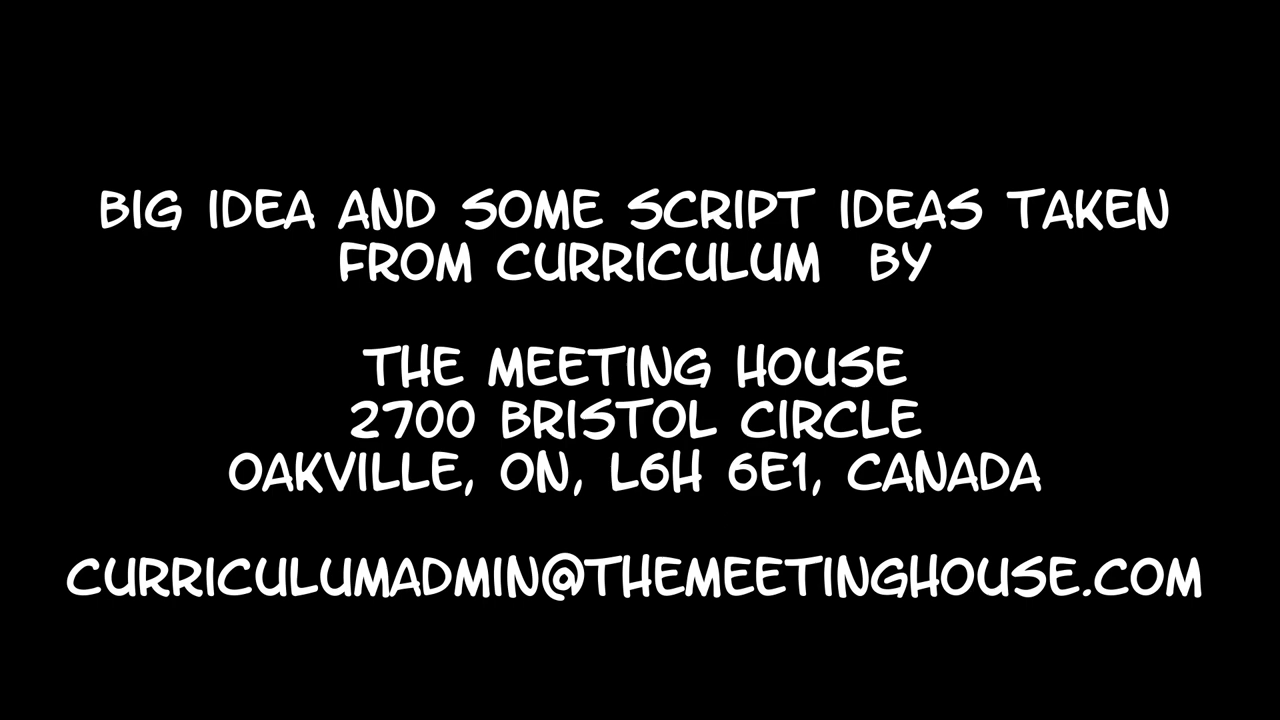 BIG IDEA AND SOME SCRIPT IDEAS TAKEN
FROM CURRICULUM BY
THE MEETING HOUSE
2700 BRISTOL CIRCLE
OAKVILLE, ON, L6H 6E1, CANADA
CURRICULUMADMIN@THEMEETINGHOUSE.COM